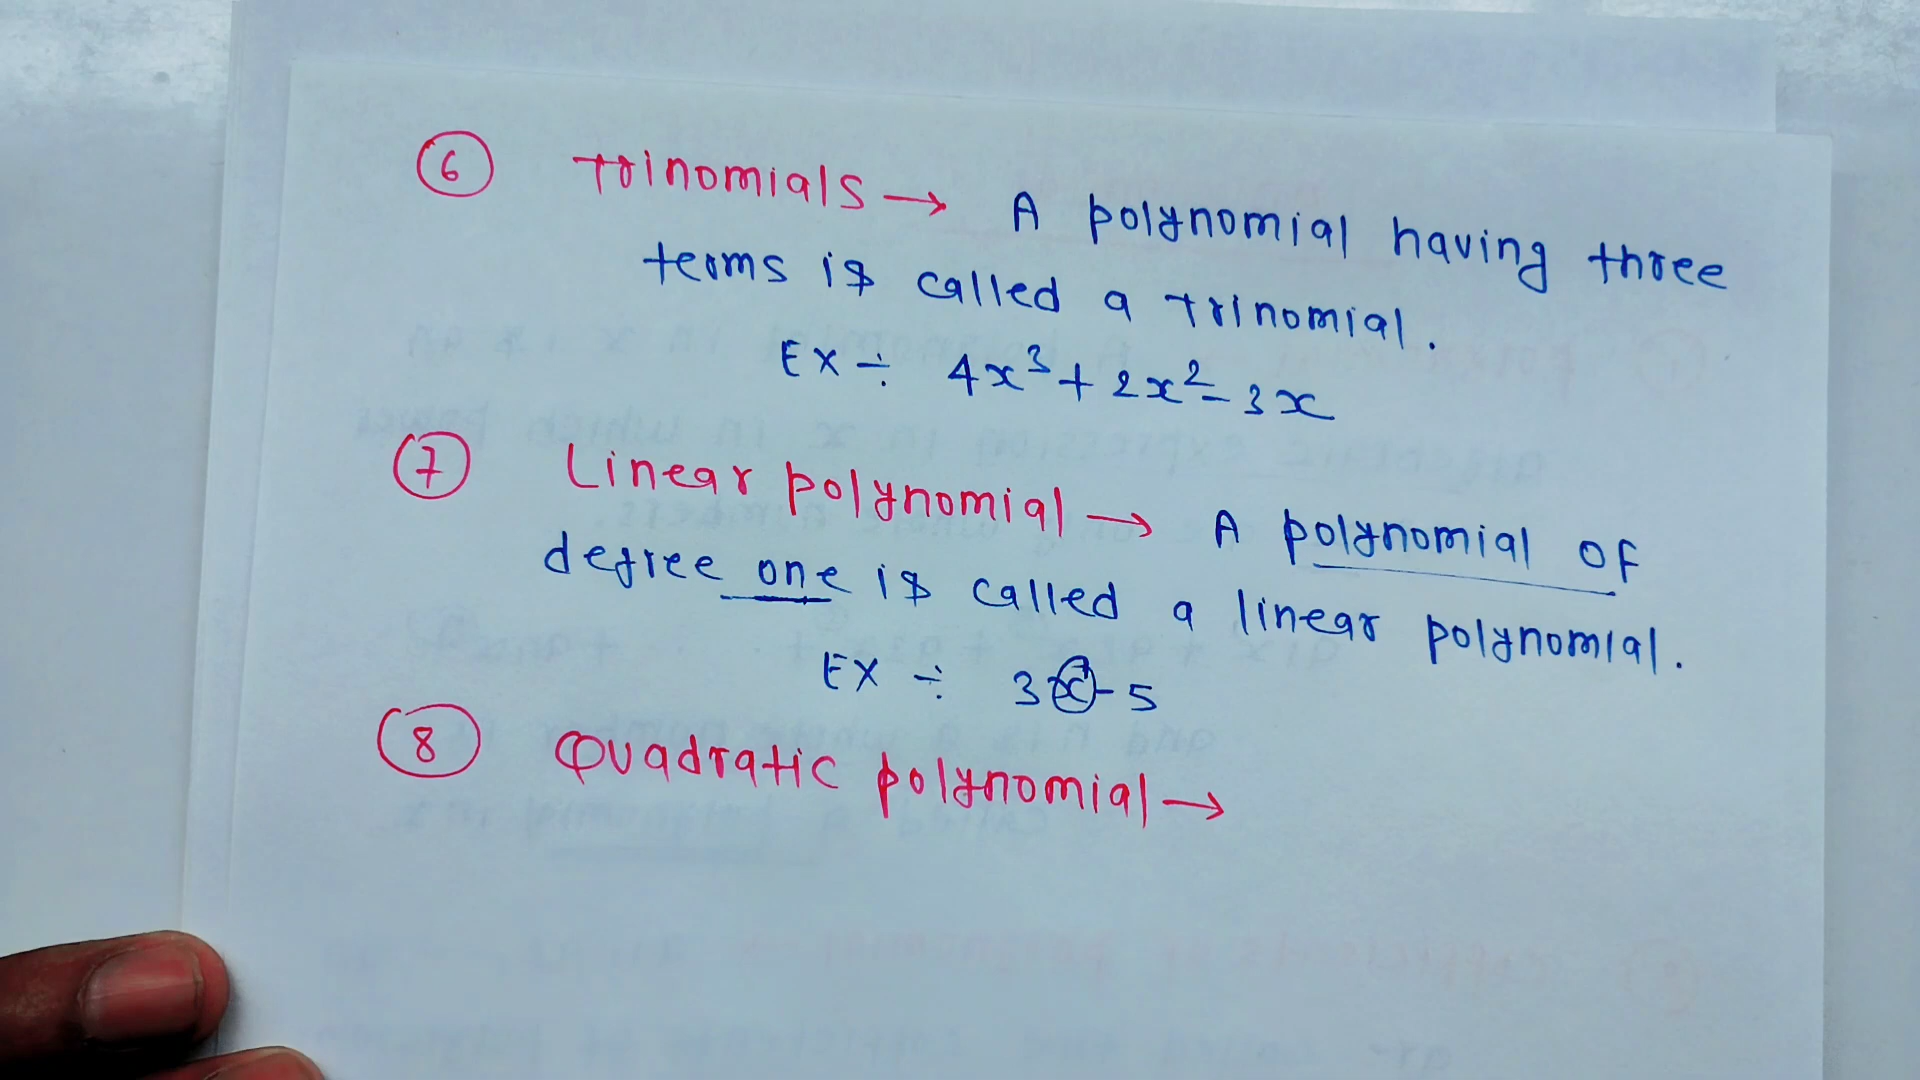 6 Trinomials → A polynomial having three
terms is called a trinomial.
EX ÷ 4x³ + 2x² - 3x
7 Linear polynomial → A polynomial of
degree one is called a linear polynomial.
EX ÷ 3x - 5
8 Quadratic polynomial →